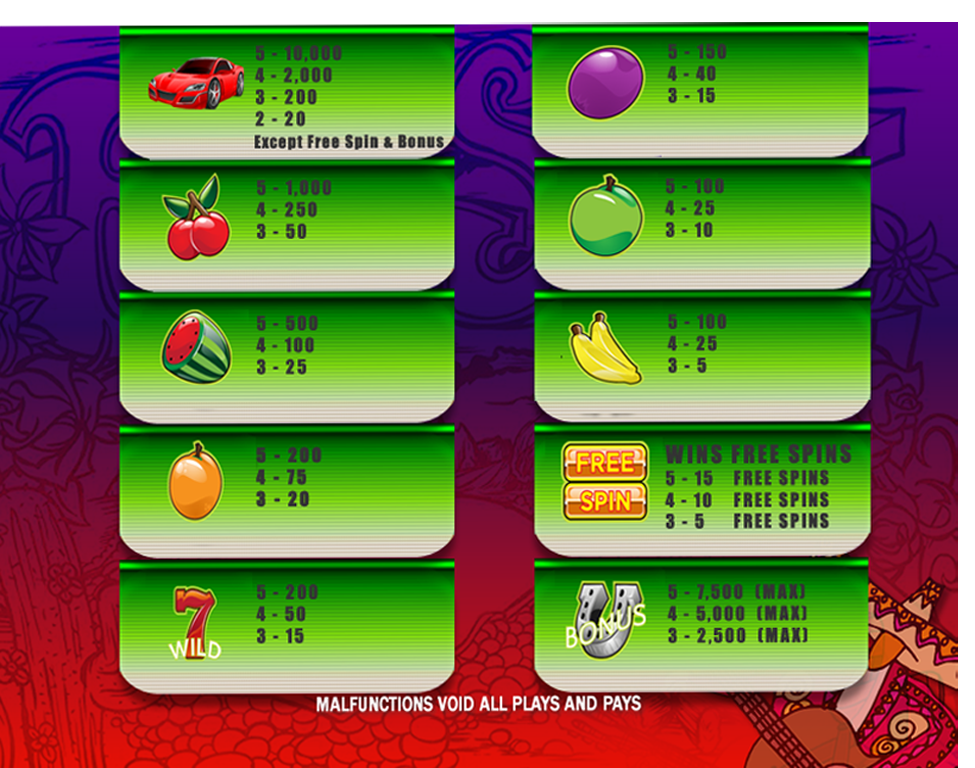 5 - 10,000
4 - 2,000
3 - 200
2 - 20
Except Free Spin & Bonus
5 - 1,000
4 - 250
3 - 50
5 - 500
4 - 100
3 - 25
5 - 200
4 - 75
3 - 20
7
WILD
5 - 200
4 - 50
3 - 15
5 - 150
4 - 40
3 - 15
5 - 100
4 - 25
3 - 10
5 - 100
4 - 25
3 - 5
FREE
SPIN
WINS FREE SPINS
5 - 15 FREE SPINS
4 - 10 FREE SPINS
3 - 5 FREE SPINS
BONUS
5 - 7,500 (MAX)
4 - 5,000 (MAX)
3 - 2,500 (MAX)
MALFUNCTIONS VOID ALL PLAYS AND PAYS